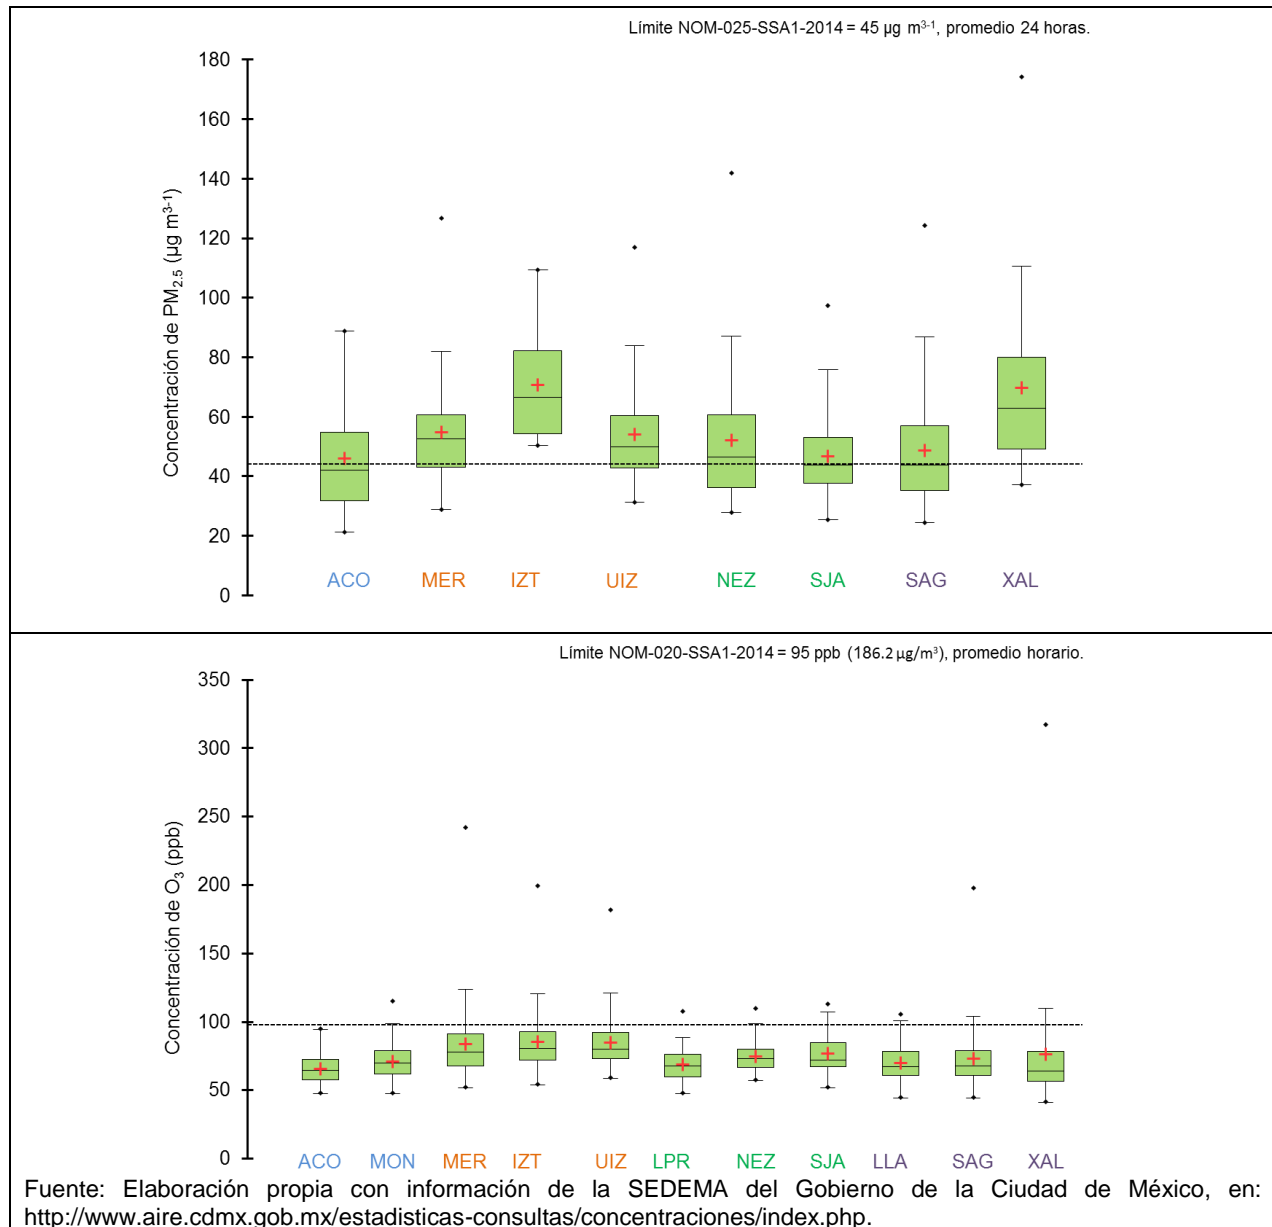 Límite NOM-025-SSA1-2014 = 45 µg m³⁻¹, promedio 24 horas.
Concentración de PM₂.₅ (µg m³⁻¹)
180
160
140
120
100
80
60
40
20
0
ACO MER IZT UIZ NEZ SJA SAG XAL
Límite NOM-020-SSA1-2014 = 95 ppb (186.2 µg/m³), promedio horario.
Concentración de O₃ (ppb)
350
300
250
200
150
100
50
0
ACO MON MER IZT UIZ LPR NEZ SJA LLA SAG XAL
Fuente: Elaboración propia con información de la SEDEMA del Gobierno de la Ciudad de México, en:
http://www.aire.cdmx.gob.mx/estadisticas-consultas/concentraciones/index.php.